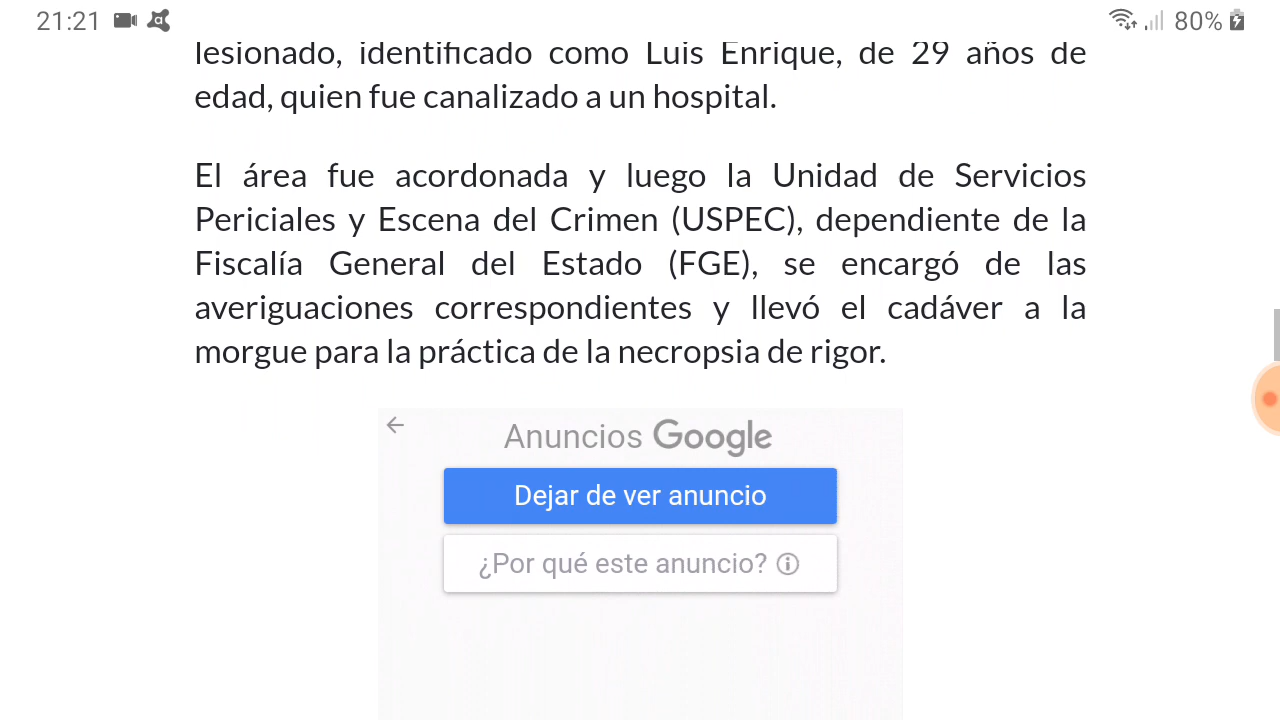 21:21
80%
lesionado, identificado como Luis Enrique, de 29 años de
edad, quien fue canalizado a un hospital.
El área fue acordonada y luego la Unidad de Servicios
Periciales y Escena del Crimen (USPEC), dependiente de la
Fiscalía General del Estado (FGE), se encargó de las
averiguaciones correspondientes y llevó el cadáver a la
morgue para la práctica de la necropsia de rigor.
Anuncios Google
Dejar de ver anuncio
¿Por qué este anuncio?